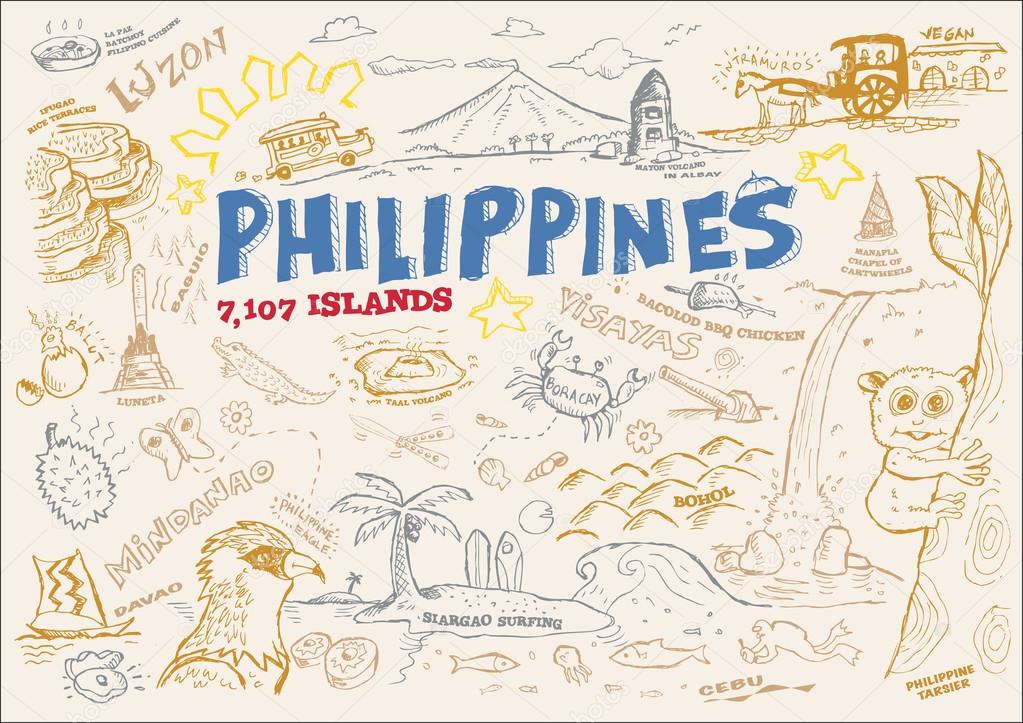 LA PAZ
BATCHOY
FILIPINO CUISINE
LUZON
IFUGAO
RICE TERRACES
INTRAMUROS
VEGAN
MAYON VOLCANO
IN ALBAY
PHILIPPINES
7,107 ISLANDS
MANAPLA
CHAPEL OF
CARTWHEELS
BAGUIO
VISAYAS
BACOLOD BBQ CHICKEN
BALUT
LUNETA
TAAL VOLCANO
BORACAY
MINDANAO
BOHOL
PHILIPPINE
EAGLE
DAVAO
SIARGAO SURFING
CEBU
PHILIPPINE
TARSIER